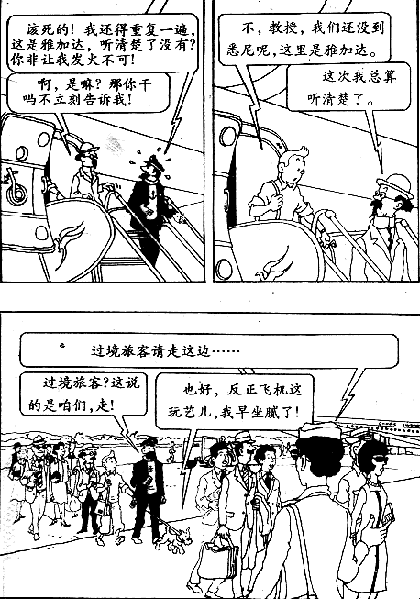 该死的！我还得重复一遍，
这是雅加达，听清楚了没有？
你非让我发火不可！
啊，是嘛？那你干
吗不立刻告诉我！
不，教授，我们还没到
悉尼呢，这里是雅加达。
这次我总算
听清楚了。
过境旅客请走这边……
过境旅客？这说
的是咱们，走！
也好，反正飞机这
玩艺儿，我早坐腻了！